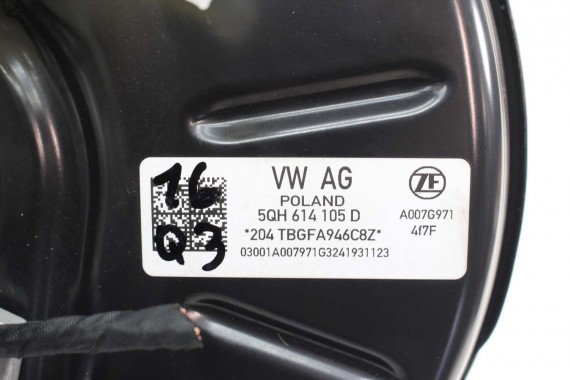 16
Q3
VW AG
POLAND
5QH 614 105 D
*204 TBGFA946C8Z*
03001A007971G3241931123
ZF
A007G971
4f7F